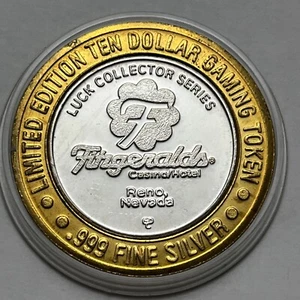 LIMITED EDITION TEN DOLLAR GAMING TOKEN
LUCK COLLECTOR SERIES
F
Fitzgeralds®
Casino/Hotel
Reno,
Nevada
.999 FINE SILVER